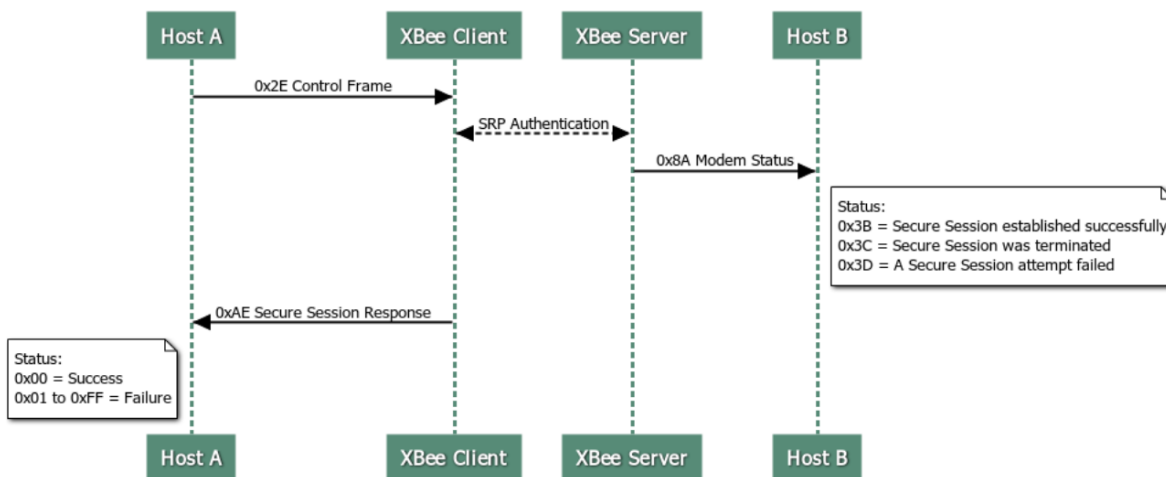 Host A
XBee Client
XBee Server
Host B
0x2E Control Frame
SRP Authentication
0x8A Modem Status
Status:
0x3B = Secure Session established successfully
0x3C = Secure Session was terminated
0x3D = A Secure Session attempt failed
0xAE Secure Session Response
Status:
0x00 = Success
0x01 to 0xFF = Failure
Host A
XBee Client
XBee Server
Host B